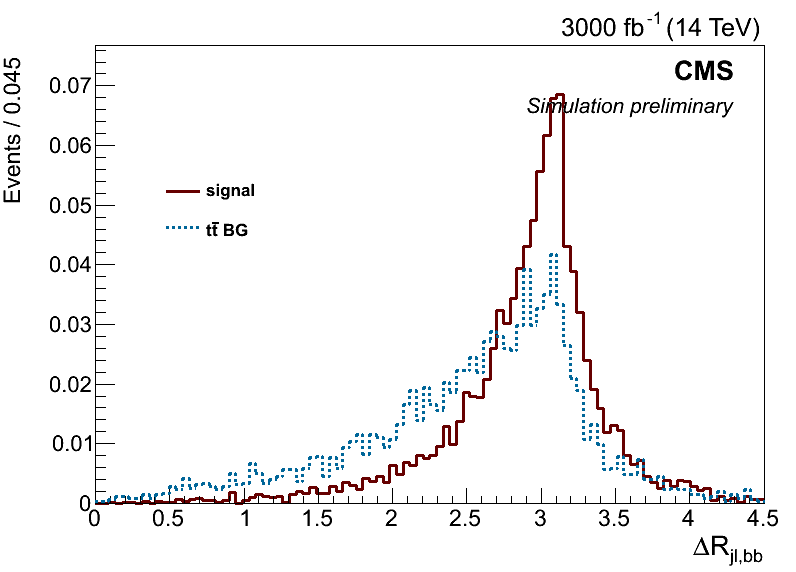 3000 fb⁻¹ (14 TeV)
CMS
Simulation preliminary
Events / 0.045
0.07
0.06
0.05
0.04
0.03
0.02
0.01
0
signal
tt̄ BG
0 0.5 1 1.5 2 2.5 3 3.5 4 4.5
ΔR_jl,bb